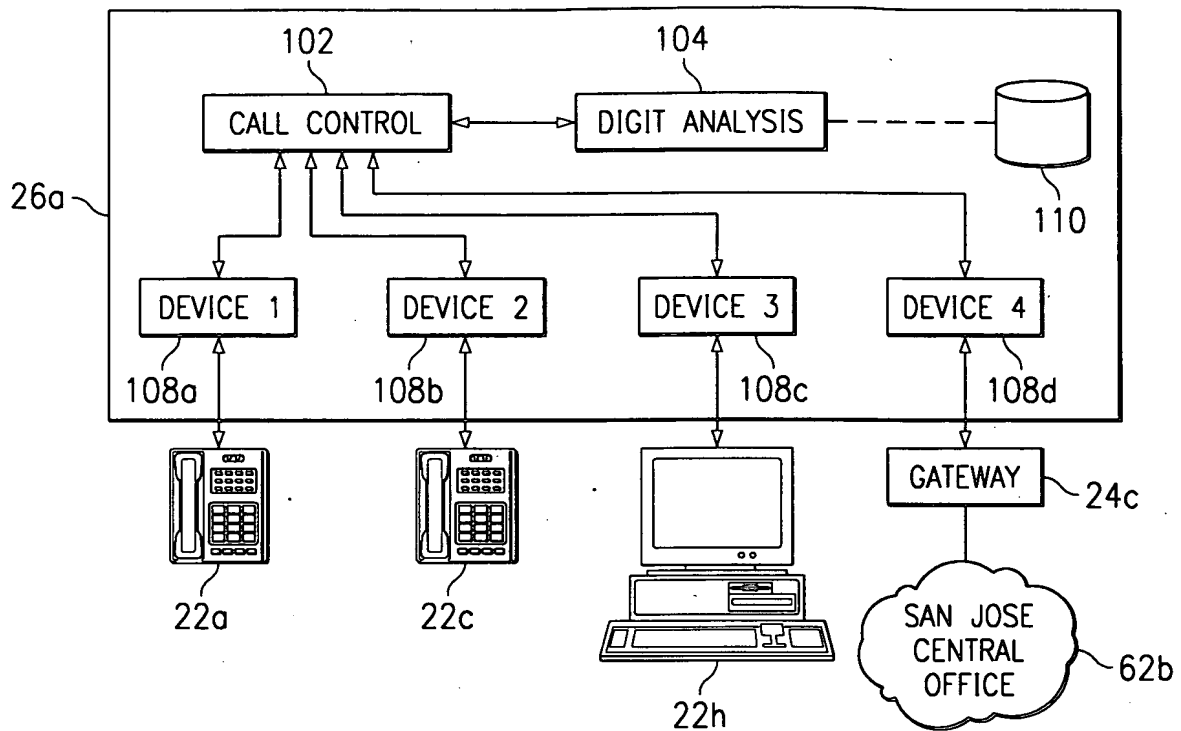 102
104
CALL CONTROL
DIGIT ANALYSIS
26a
110
DEVICE 1
DEVICE 2
DEVICE 3
DEVICE 4
108a
108b
108c
108d
GATEWAY
24c
22a
22c
22h
SAN JOSE
CENTRAL
OFFICE
62b